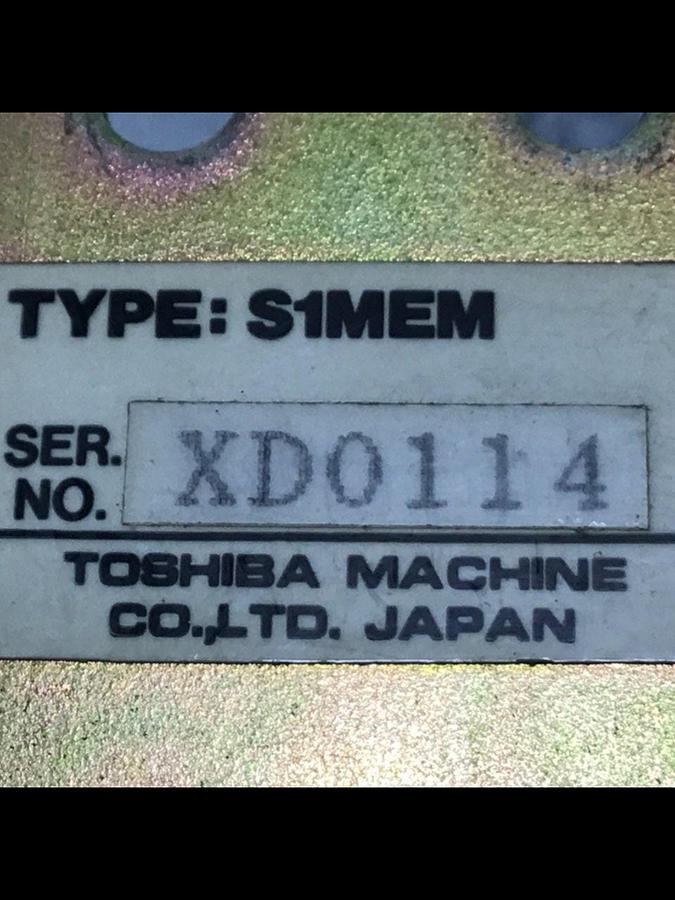 TYPE: S1MEM
SER. NO. XD0114
TOSHIBA MACHINE
CO.,LTD. JAPAN